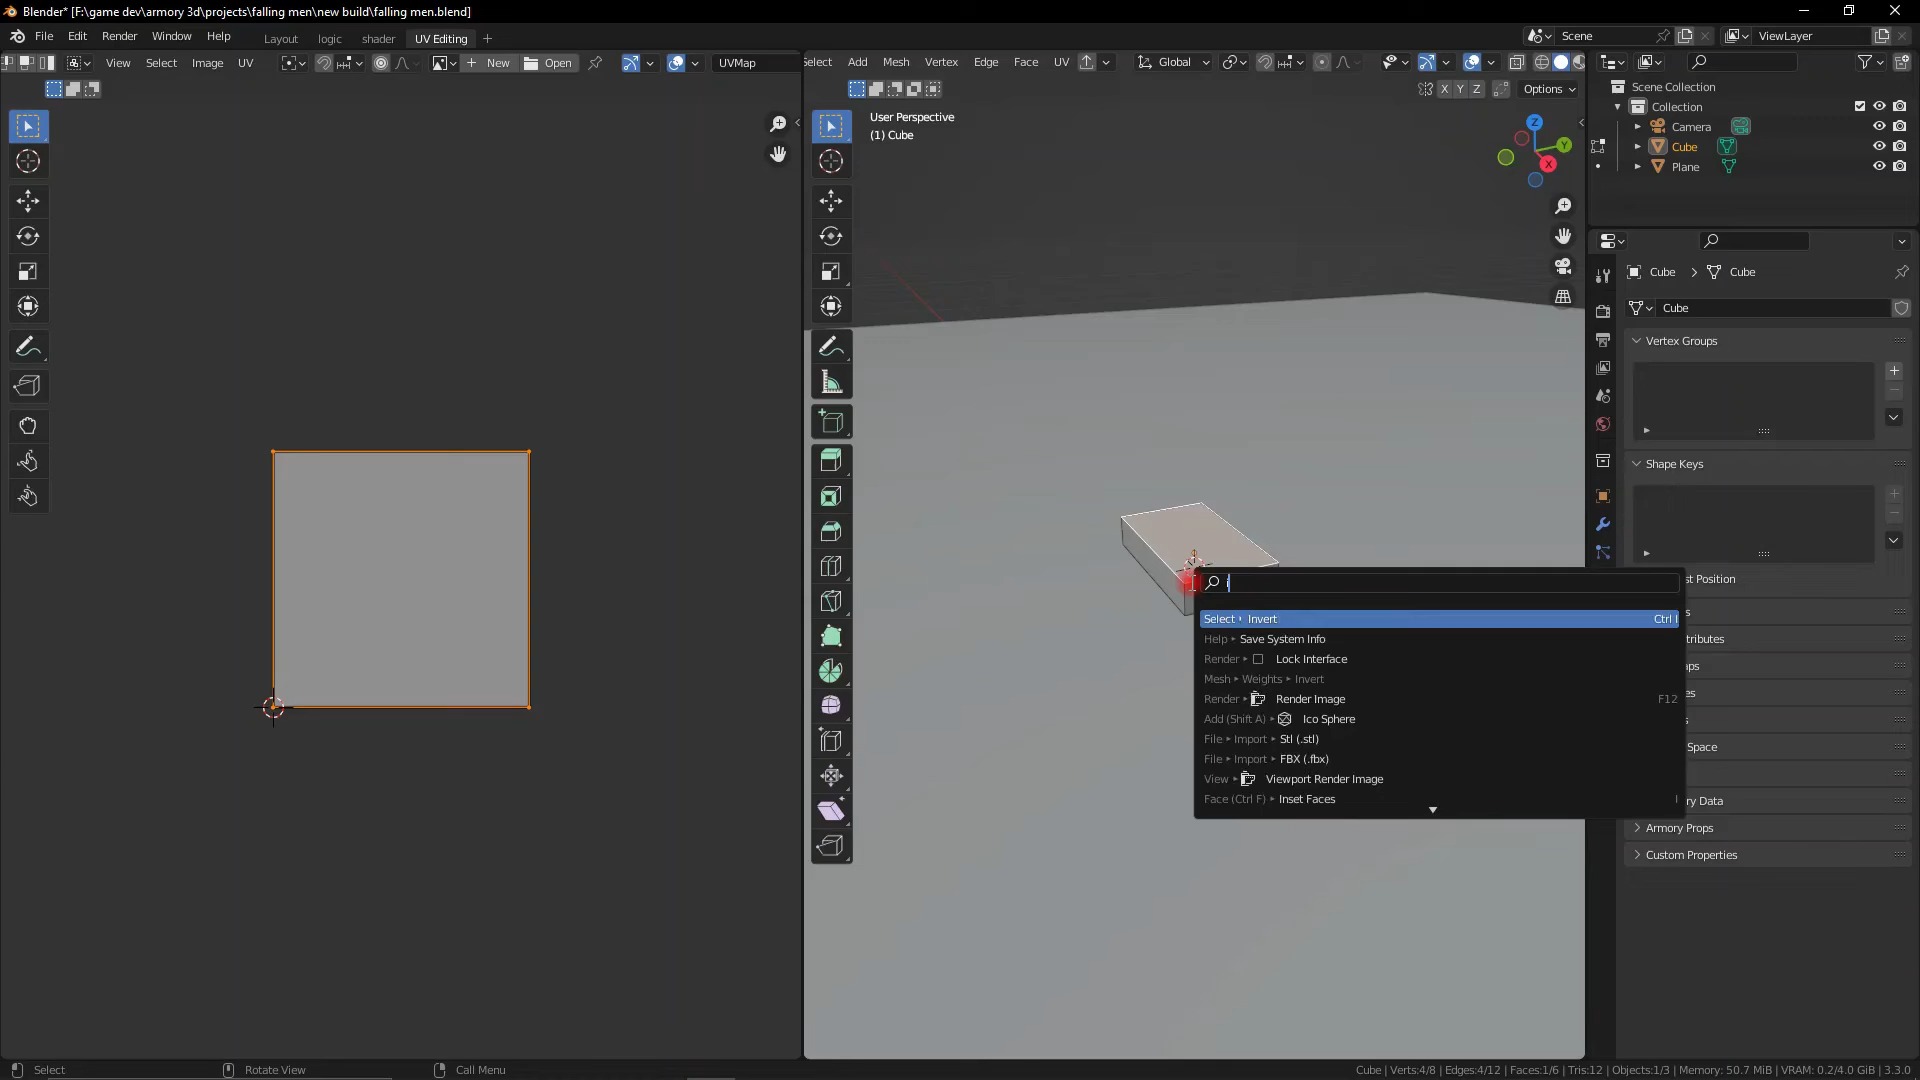 Blender* [F:\game dev\armory 3d\projects\falling men\new build\falling men.blend]
File Edit Render Window Help
Layout logic shader UV Editing
Scene
ViewLayer
View Select Image UV
New Open
UVMap
elect Add Mesh Vertex Edge Face UV
Global
X Y Z
Options
User Perspective
(1) Cube
Z
Y
X
Scene Collection
Collection
Camera
Cube
Plane
Cube Cube
Cube
Vertex Groups
Shape Keys
st Position
i
Select Invert Ctrl I
Help Save System Info
Render Lock Interface
Mesh Weights Invert
Render Render Image F12
Add (Shift A) Ico Sphere
File Import Stl (.stl)
File Import FBX (.fbx)
View Viewport Render Image
Face (Ctrl F) Inset Faces I
s
tributes
aps
es
s
Space
ry Data
Armory Props
Custom Properties
Select Rotate View Call Menu
Cube | Verts:4/8 | Edges:4/12 | Faces:1/6 | Tris:12 | Objects:1/3 | Memory: 50.7 MiB | VRAM: 0.2/4.0 GiB | 3.3.0